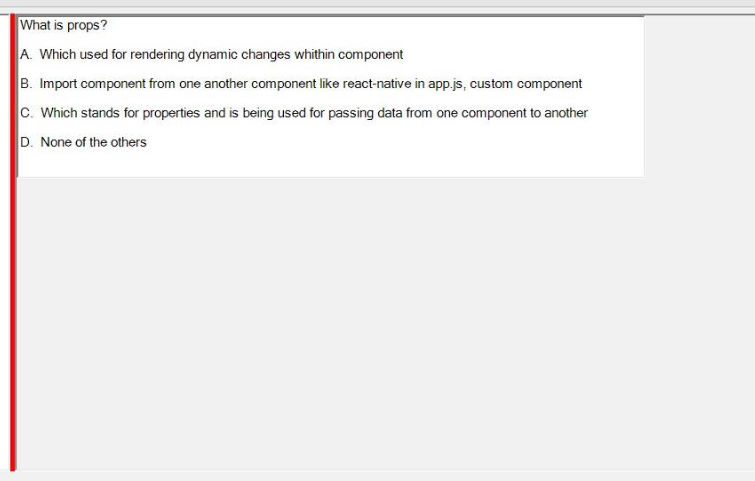 What is props?
A. Which used for rendering dynamic changes whithin component
B. Import component from one another component like react-native in app.js, custom component
C. Which stands for properties and is being used for passing data from one component to another
D. None of the others